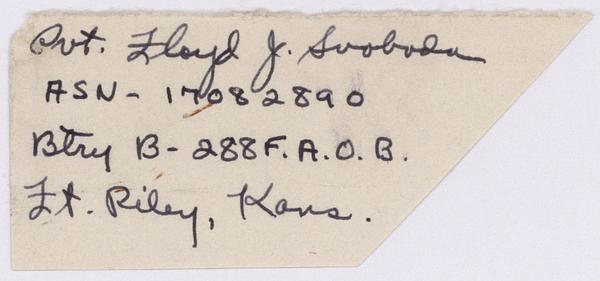 Pvt. Floyd J. Svoboda
ASN - 17082890
Btry B - 288 F.A.O.B.
Ft. Riley, Kans.